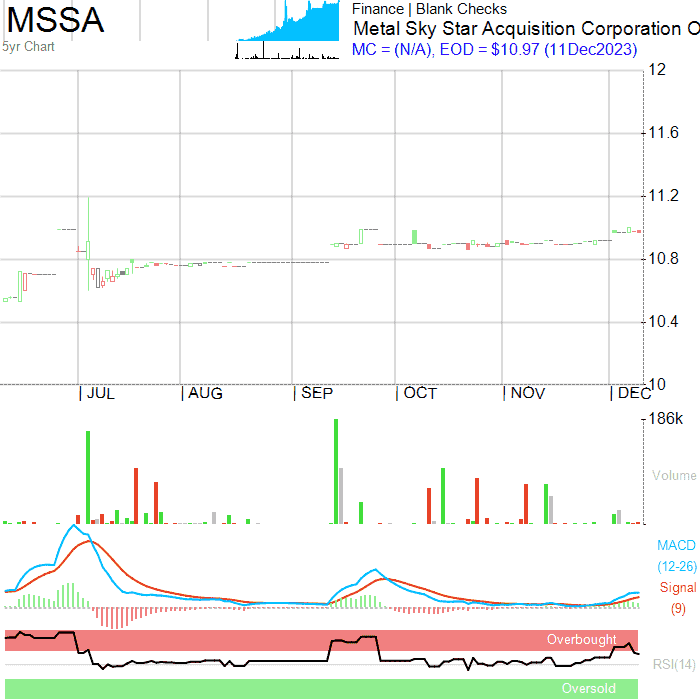 MSSA
5yr Chart
Finance | Blank Checks
Metal Sky Star Acquisition Corporation O
MC = (N/A), EOD = $10.97 (11Dec2023)
12
11.6
11.2
10.8
10.4
10
| JUL | AUG | SEP | OCT | NOV | DEC
186k
Volume
MACD
(12-26)
Signal
(9)
Overbought
RSI(14)
Oversold